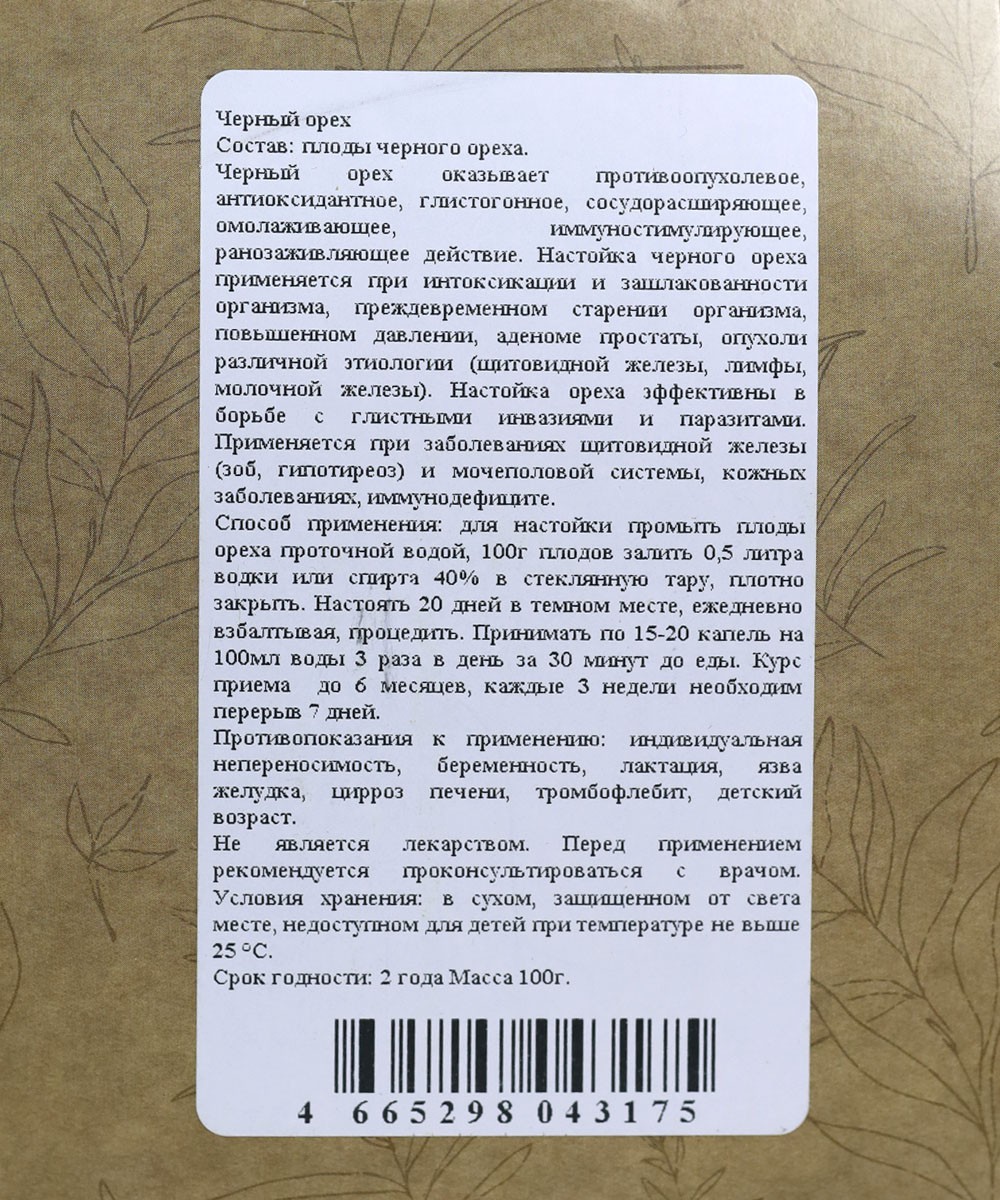 Черный орех
Состав: плоды черного ореха.
Черный орех оказывает противоопухолевое,
антиоксидантное, глистогонное, сосудорасширяющее,
омолаживающее, иммуностимулирующее,
ранозаживляющее действие. Настойка черного ореха
применяется при интоксикации и зашлакованности
организма, преждевременном старении организма,
повышенном давлении, аденоме простаты, опухоли
различной этиологии (щитовидной железы, лимфы,
молочной железы). Настойка ореха эффективны в
борьбе с глистными инвазиями и паразитами.
Применяется при заболеваниях щитовидной железы
(зоб, гипотиреоз) и мочеполовой системы, кожных
заболеваниях, иммунодефиците.
Способ применения: для настойки промыть плоды
ореха проточной водой, 100г плодов залить 0,5 литра
водки или спирта 40% в стеклянную тару, плотно
закрыть. Настоять 20 дней в темном месте, ежедневно
взбалтывая, процедить. Принимать по 15-20 капель на
100мл воды 3 раза в день за 30 минут до еды. Курс
приема до 6 месяцев, каждые 3 недели необходим
перерыв 7 дней.
Противопоказания к применению: индивидуальная
непереносимость, беременность, лактация, язва
желудка, цирроз печени, тромбофлебит, детский
возраст.
Не является лекарством. Перед применением
рекомендуется проконсультироваться с врачом.
Условия хранения: в сухом, защищенном от света
месте, недоступном для детей при температуре не выше
25 °С.
Срок годности: 2 года Масса 100г.
4 665298 043175